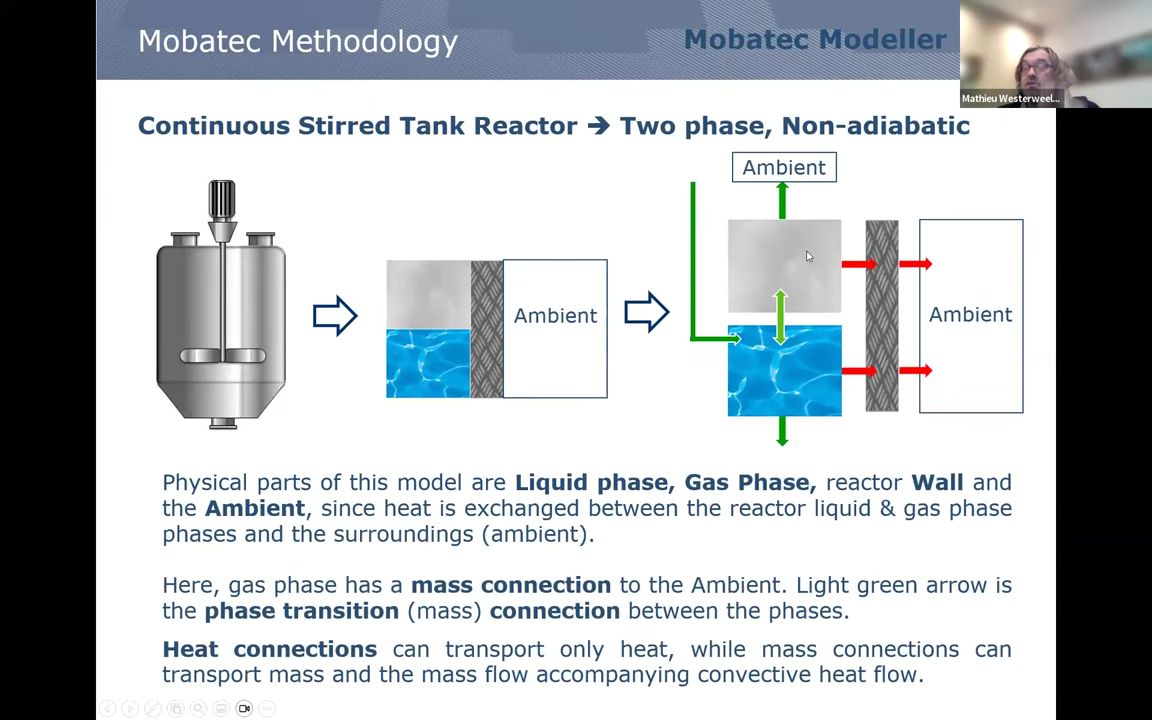 Mobatec Methodology
Mobatec Modeller
Mathieu Westerweel...
Continuous Stirred Tank Reactor ➔ Two phase, Non-adiabatic
Ambient
Ambient
Ambient
Physical parts of this model are Liquid phase, Gas Phase, reactor Wall and
the Ambient, since heat is exchanged between the reactor liquid & gas phase
phases and the surroundings (ambient).
Here, gas phase has a mass connection to the Ambient. Light green arrow is
the phase transition (mass) connection between the phases.
Heat connections can transport only heat, while mass connections can
transport mass and the mass flow accompanying convective heat flow.